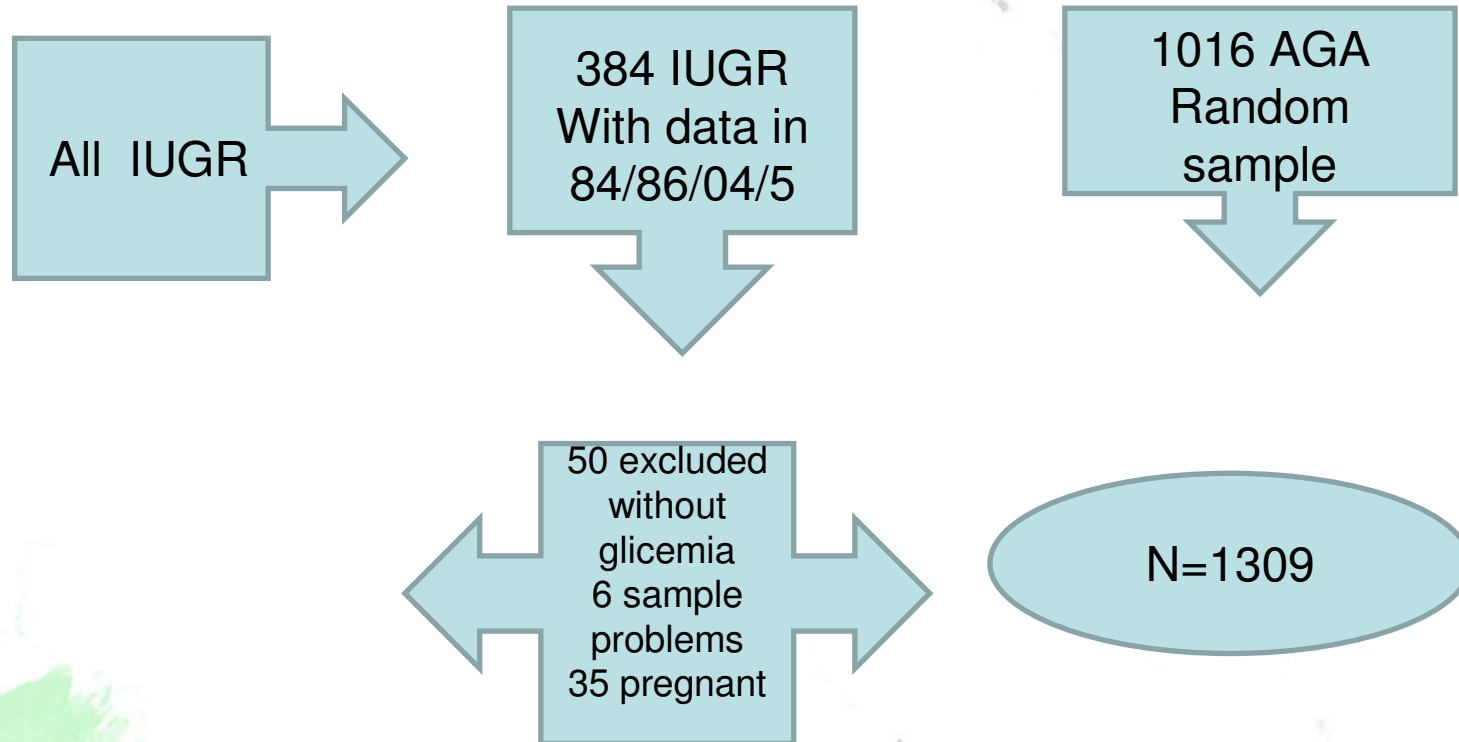 All IUGR
384 IUGR
With data in
84/86/04/5
1016 AGA
Random
sample
50 excluded
without
glicemia
6 sample
problems
35 pregnant
N=1309